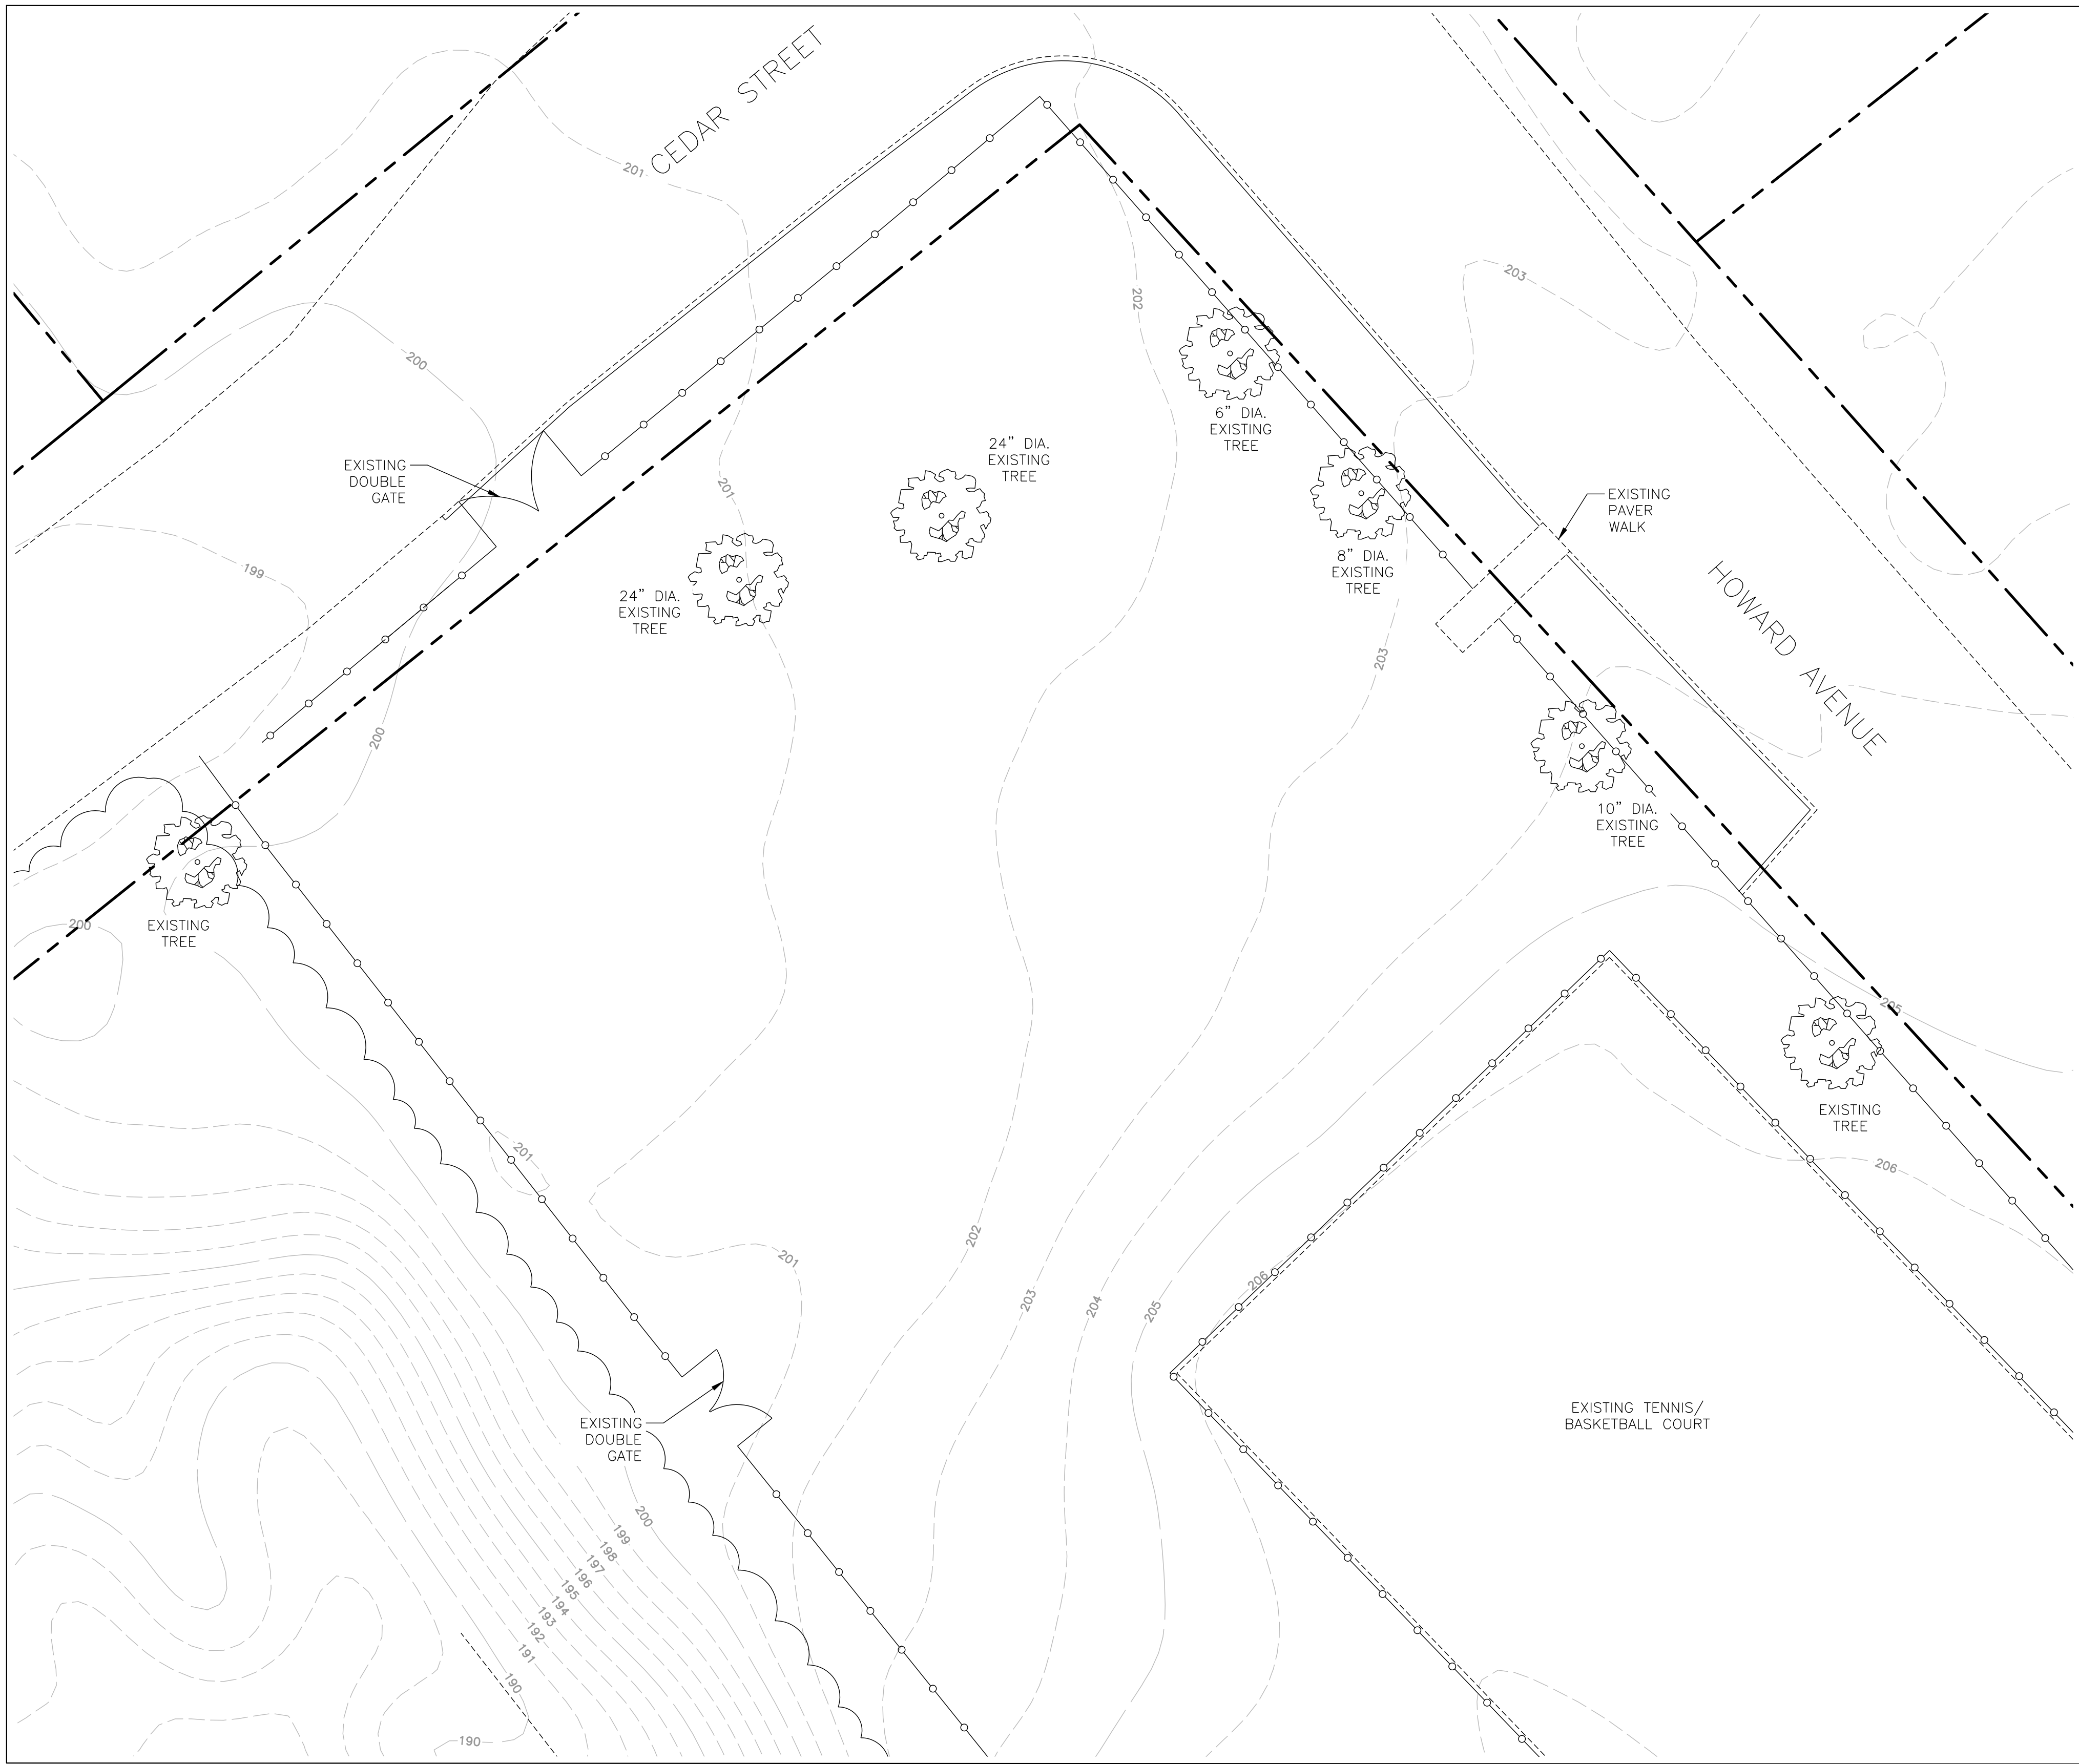 CEDAR STREET
201
203
202
200
EXISTING
DOUBLE
GATE
24" DIA.
EXISTING
TREE
6" DIA.
EXISTING
TREE
201
EXISTING
PAVER
WALK
8" DIA.
EXISTING
TREE
199
24" DIA.
EXISTING
TREE
HOWARD AVENUE
203
200
10" DIA.
EXISTING
TREE
200
EXISTING
TREE
205
EXISTING
TREE
201
206
202
201
206
203
204
205
EXISTING
DOUBLE
GATE
EXISTING TENNIS/
BASKETBALL COURT
200
199
198
197
196
195
194
193
192
191
190
190